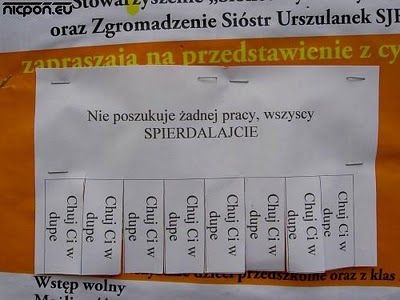 nicpon.eu
Stowarzyszenie
oraz Zgromadzenie Sióstr Urszulanek SJK
zapraszają na przedstawienie z cy
Nie poszukuje żadnej pracy, wszyscy
SPIERDALAJCIE
Chuj Ci w
dupe
Chuj Ci w
dupe
Chuj Ci w
dupe
Chuj Ci w
dupe
Chuj Ci w
dupe
Chuj Ci w
dupe
Chuj Ci w
dupe
Chuj Ci w
dupe
dzieci przedszkolne oraz z klas
Wstęp wolny